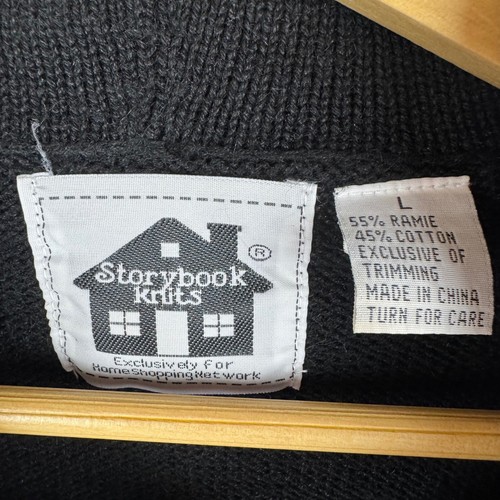 Storybook
Knits
®
Exclusively for
HomeShoppingNetwork
L
55% RAMIE
45% COTTON
EXCLUSIVE OF
TRIMMING
MADE IN CHINA
TURN FOR CARE